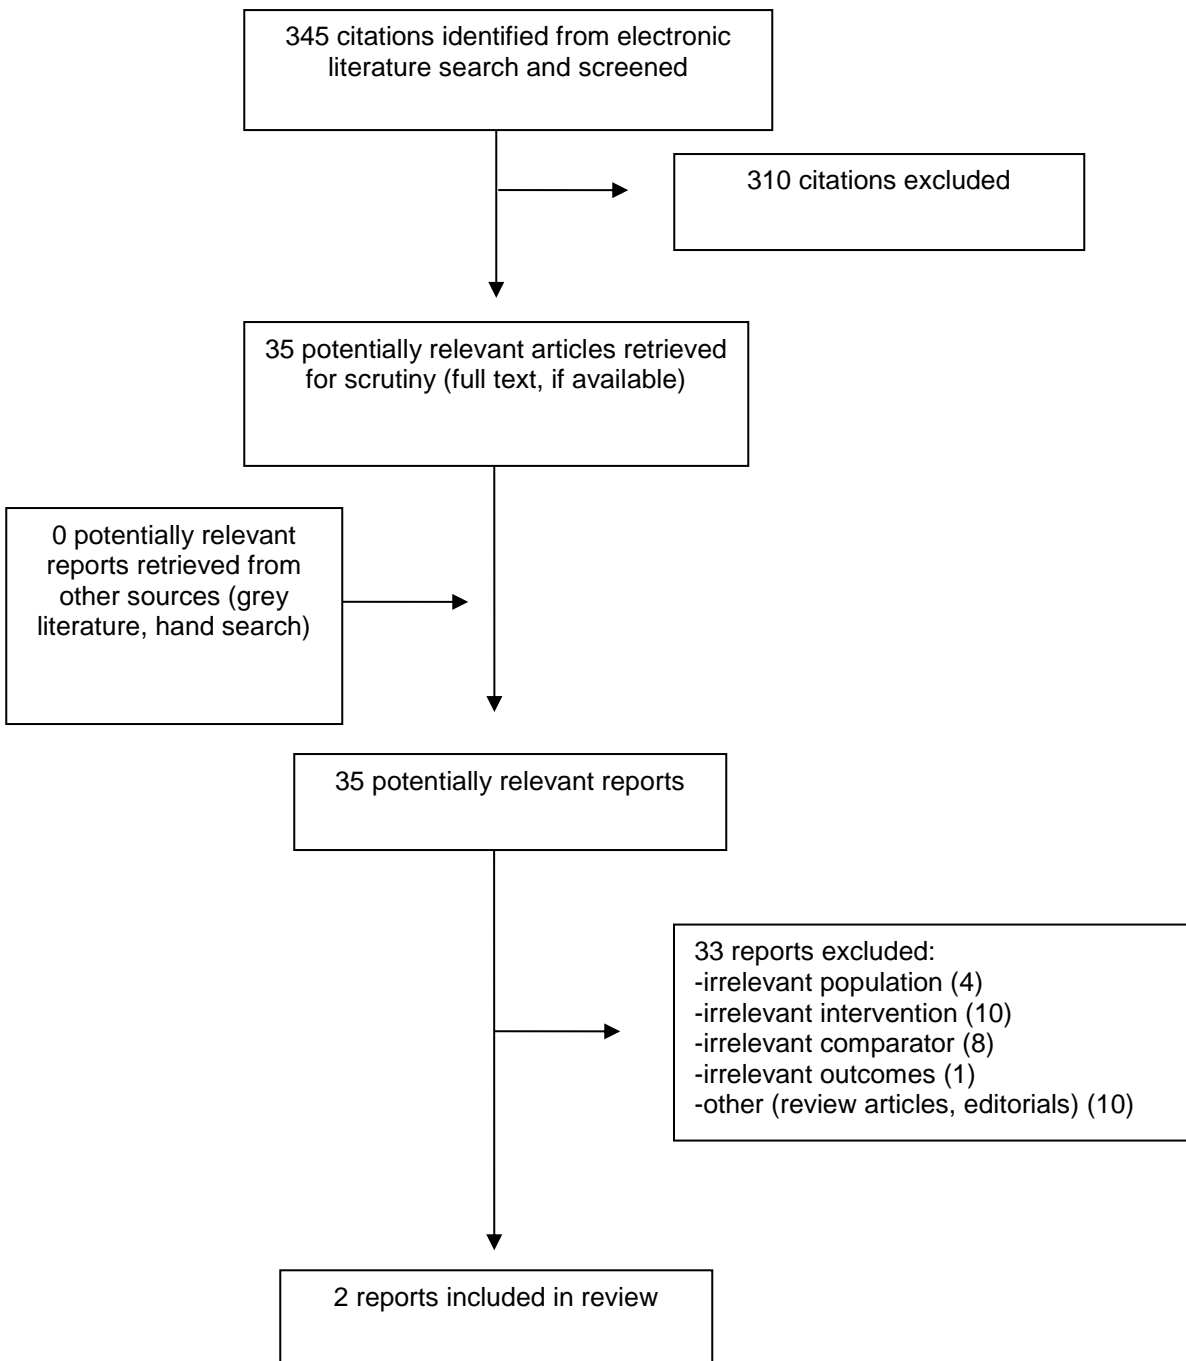 345 citations identified from electronic
literature search and screened
310 citations excluded
35 potentially relevant articles retrieved
for scrutiny (full text, if available)
0 potentially relevant
reports retrieved from
other sources (grey
literature, hand search)
35 potentially relevant reports
33 reports excluded:
-irrelevant population (4)
-irrelevant intervention (10)
-irrelevant comparator (8)
-irrelevant outcomes (1)
-other (review articles, editorials) (10)
2 reports included in review